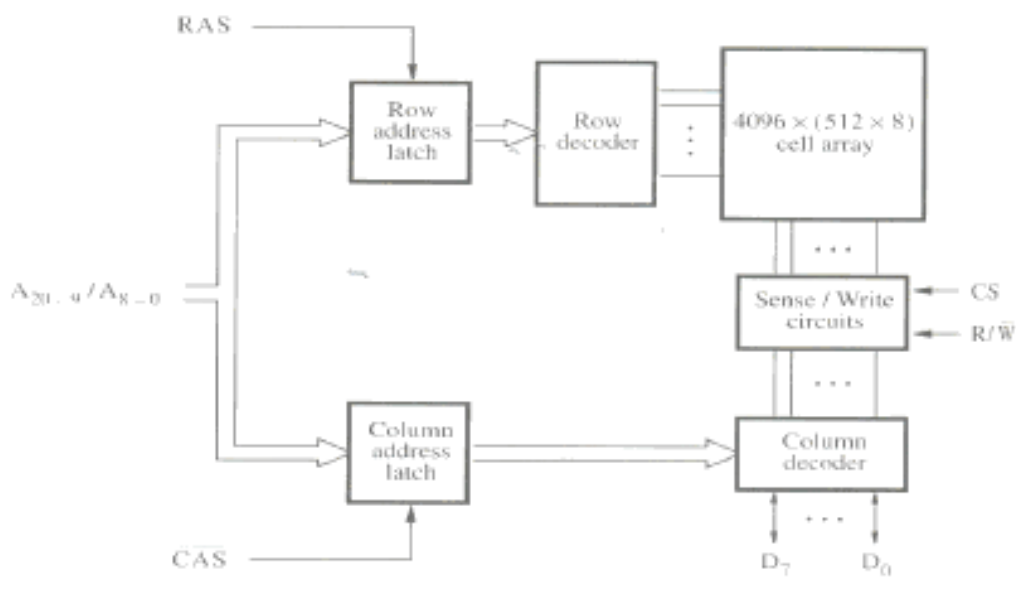 RAS
Row
address
latch
Row
decoder
4096 × (512 × 8)
cell array
A₂₀₋₉/A₈₋₀
Sense / Write
circuits
CS
R/W̅
Column
address
latch
Column
decoder
C̅A̅S̅
D₇
D₀